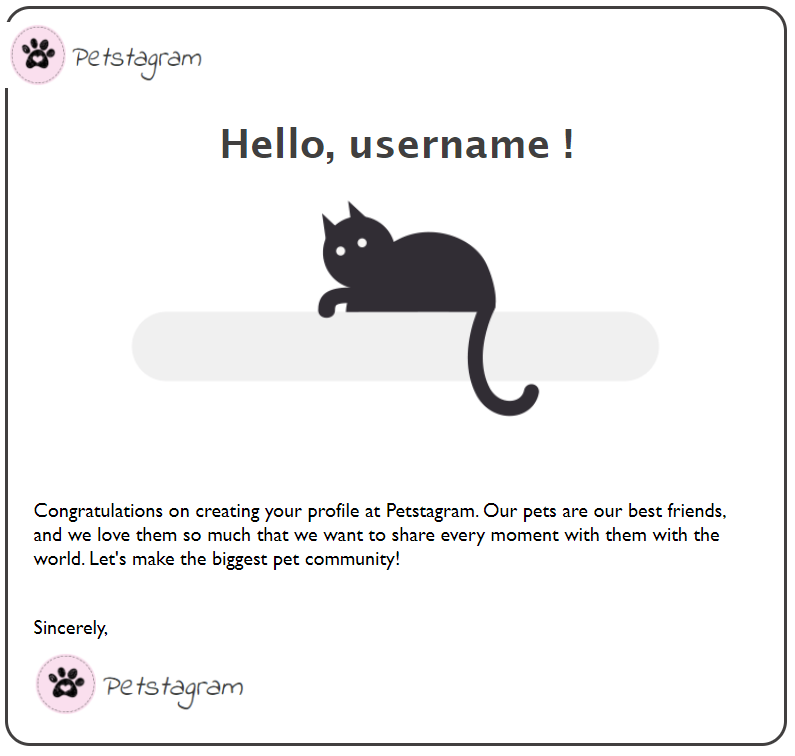 Petstagram
Hello, username !
Congratulations on creating your profile at Petstagram. Our pets are our best friends,
and we love them so much that we want to share every moment with them with the
world. Let's make the biggest pet community!
Sincerely,
Petstagram